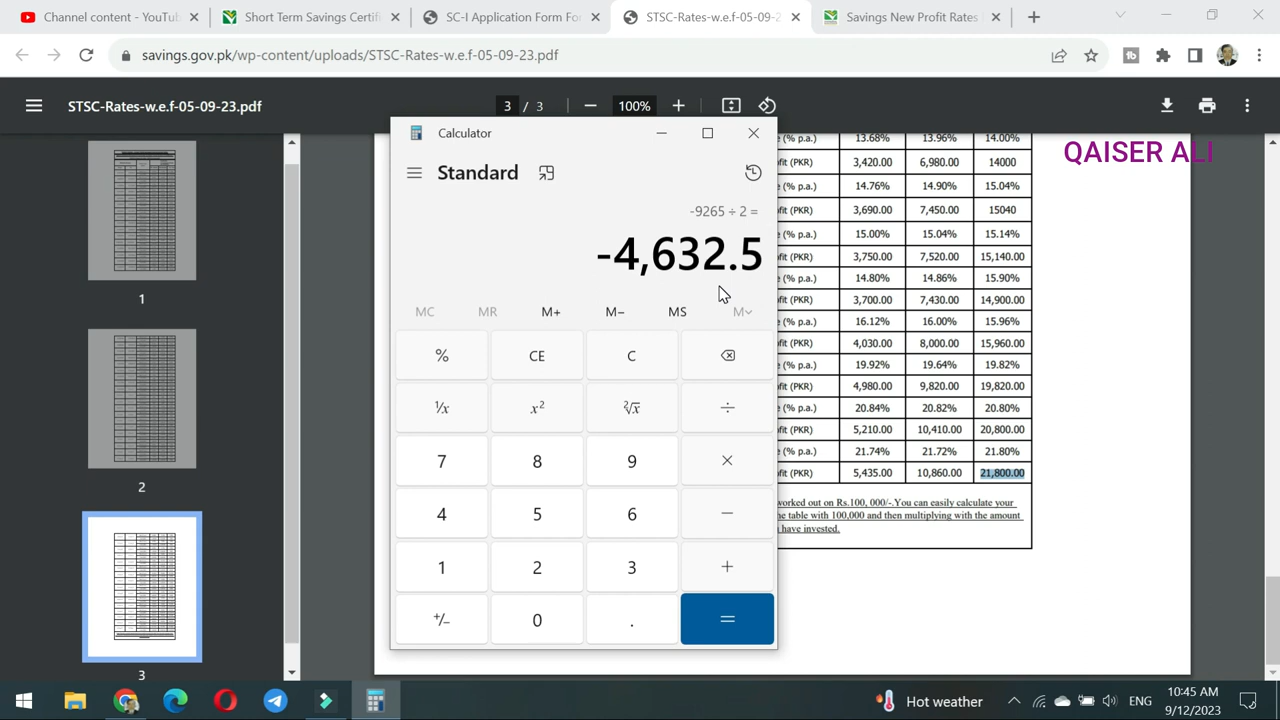 Channel content - YouTu
Short Term Savings Certifi
SC-I Application Form Fo
STSC-Rates-w.e.f-05-09-2
Savings New Profit Rates
savings.gov.pk/wp-content/uploads/STSC-Rates-w.e.f-05-09-23.pdf
STSC-Rates-w.e.f-05-09-23.pdf
3 / 3
100%
QAISER ALI
1
2
3
Calculator
Standard
-9265 ÷ 2 =
-4,632.5
MC MR M+ M− MS M˅
% CE C
¹/x x² ²√x ÷
7 8 9 ×
4 5 6 −
1 2 3 +
+/− 0 . =
e (% p.a.) 13.68% 13.96% 14.00%
fit (PKR) 3,420.00 6,980.00 14000
e (% p.a.) 14.76% 14.90% 15.04%
fit (PKR) 3,690.00 7,450.00 15040
e (% p.a.) 15.00% 15.04% 15.14%
fit (PKR) 3,750.00 7,520.00 15,140.00
e (% p.a.) 14.80% 14.86% 15.90%
fit (PKR) 3,700.00 7,430.00 14,900.00
e (% p.a.) 16.12% 16.00% 15.96%
fit (PKR) 4,030.00 8,000.00 15,960.00
e (% p.a.) 19.92% 19.64% 19.82%
fit (PKR) 4,980.00 9,820.00 19,820.00
e (% p.a.) 20.84% 20.82% 20.80%
fit (PKR) 5,210.00 10,410.00 20,800.00
e (% p.a.) 21.74% 21.72% 21.80%
fit (PKR) 5,435.00 10,860.00 21,800.00
worked out on Rs.100, 000/-.You can easily calculate your
he table with 100,000 and then multiplying with the amount
u have invested.
Hot weather
ENG
10:45 AM
9/12/2023